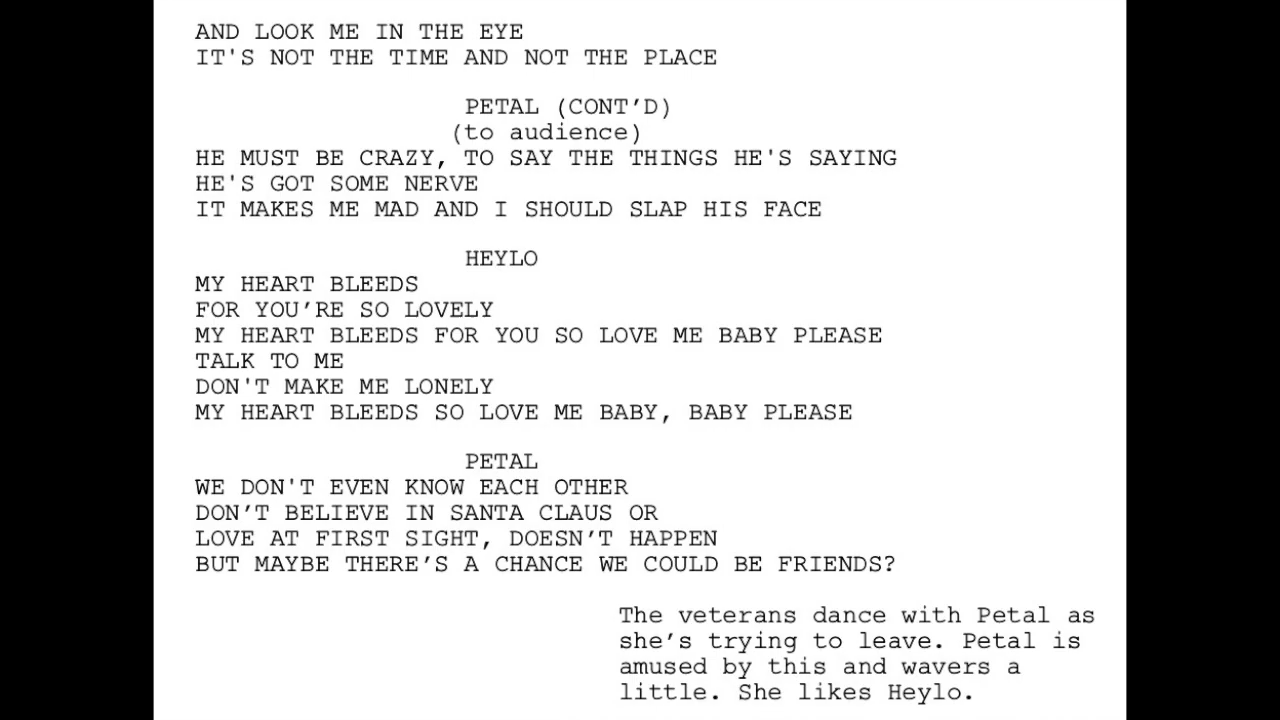 AND LOOK ME IN THE EYE
IT'S NOT THE TIME AND NOT THE PLACE
PETAL (CONT’D)
(to audience)
HE MUST BE CRAZY, TO SAY THE THINGS HE'S SAYING
HE'S GOT SOME NERVE
IT MAKES ME MAD AND I SHOULD SLAP HIS FACE
HEYLO
MY HEART BLEEDS
FOR YOU’RE SO LOVELY
MY HEART BLEEDS FOR YOU SO LOVE ME BABY PLEASE
TALK TO ME
DON'T MAKE ME LONELY
MY HEART BLEEDS SO LOVE ME BABY, BABY PLEASE
PETAL
WE DON'T EVEN KNOW EACH OTHER
DON’T BELIEVE IN SANTA CLAUS OR
LOVE AT FIRST SIGHT, DOESN’T HAPPEN
BUT MAYBE THERE’S A CHANCE WE COULD BE FRIENDS?
The veterans dance with Petal as
she’s trying to leave. Petal is
amused by this and wavers a
little. She likes Heylo.